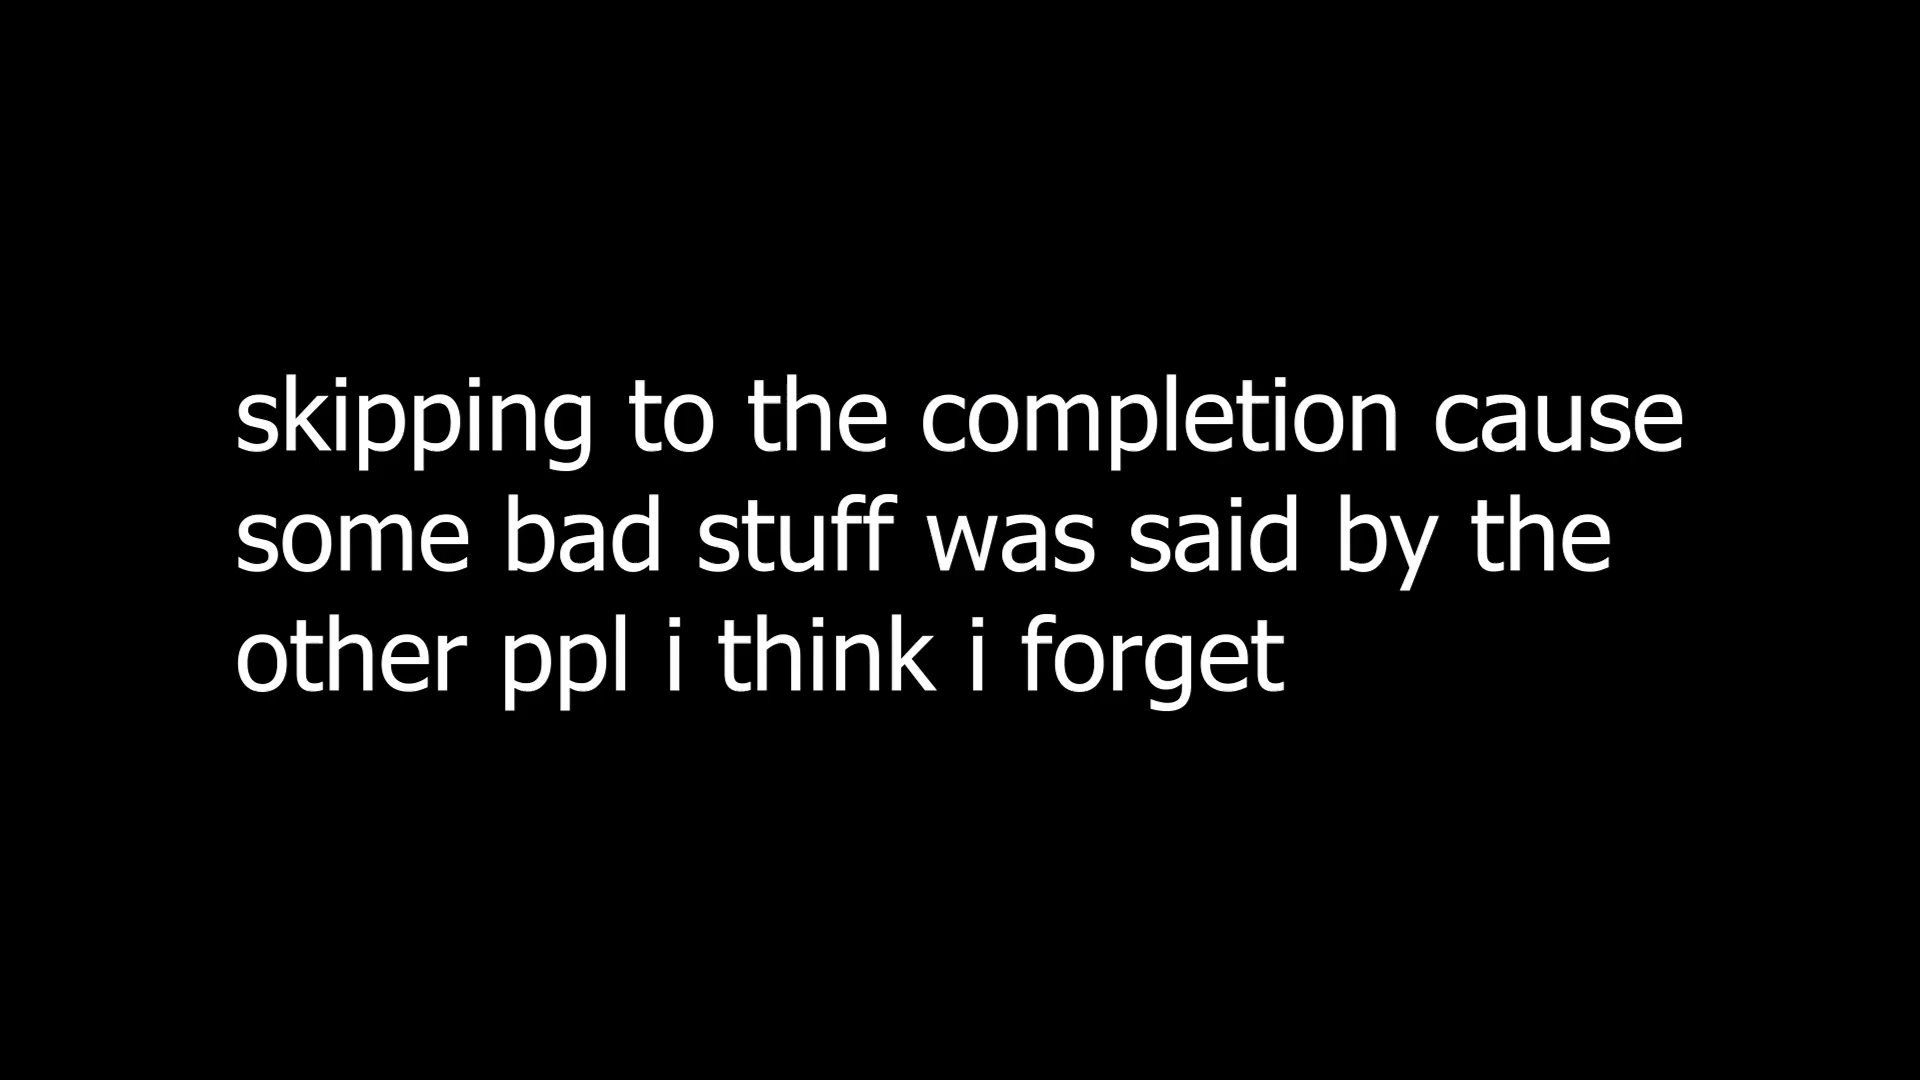 skipping to the completion cause
some bad stuff was said by the
other ppl i think i forget